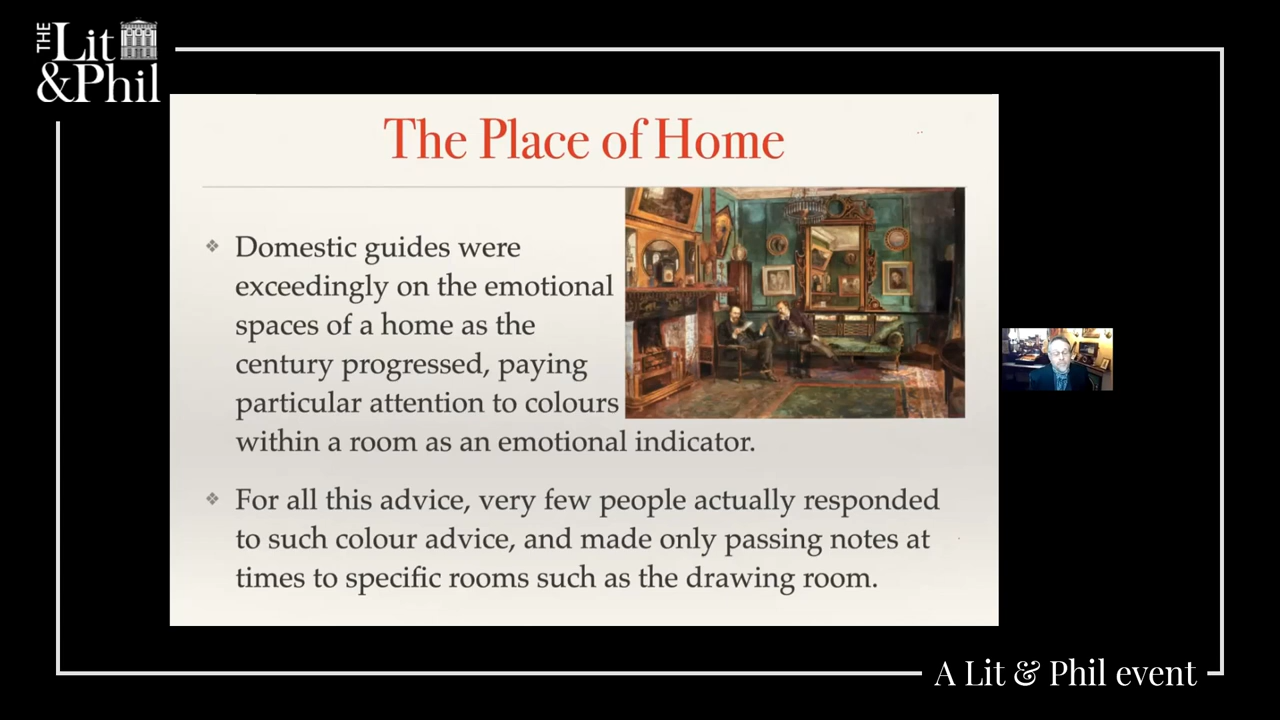 THE
Lit
&Phil
The Place of Home
❖ Domestic guides were
exceedingly on the emotional
spaces of a home as the
century progressed, paying
particular attention to colours
within a room as an emotional indicator.
❖ For all this advice, very few people actually responded
to such colour advice, and made only passing notes at
times to specific rooms such as the drawing room.
A Lit & Phil event